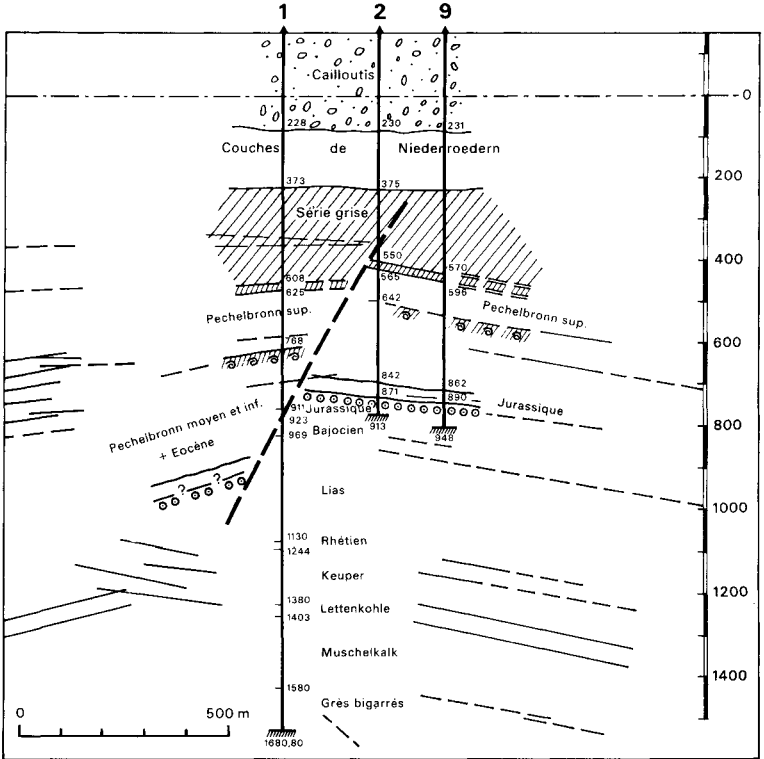 1 2 9
Cailloutis
0
228 230 231
Couches de Niederroedern
200
373 375
Série grise
400
550 570
608 565 596
625 642
Pechelbronn sup. Pechelbronn sup.
600
768
842 862
871 890
911 Jurassique Jurassique
923 913
800
Pechelbronn moyen et inf.
+ Eocène
969 Bajocien 948
? ?
Lias
1000
1130 Rhétien
1244
Keuper
1200
1380 Lettenkohle
1403
Muschelkalk
1400
1580
Grès bigarrés
0 500 m
1680,80